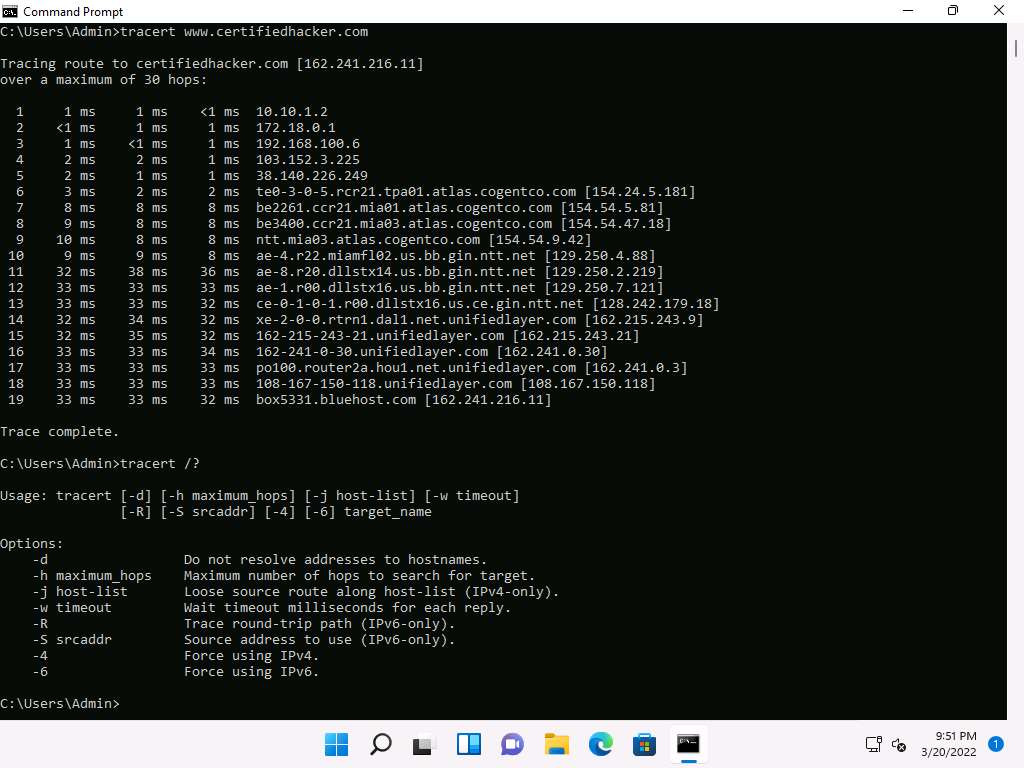 Command Prompt
C:\Users\Admin>tracert www.certifiedhacker.com
Tracing route to certifiedhacker.com [162.241.216.11]
over a maximum of 30 hops:
1 1 ms 1 ms <1 ms 10.10.1.2
2 <1 ms 1 ms 1 ms 172.18.0.1
3 1 ms <1 ms 1 ms 192.168.100.6
4 2 ms 2 ms 1 ms 103.152.3.225
5 2 ms 1 ms 1 ms 38.140.226.249
6 3 ms 2 ms 2 ms te0-3-0-5.rcr21.tpa01.atlas.cogentco.com [154.24.5.181]
7 8 ms 8 ms 8 ms be2261.ccr21.mia01.atlas.cogentco.com [154.54.5.81]
8 9 ms 8 ms 8 ms be3400.ccr21.mia03.atlas.cogentco.com [154.54.47.18]
9 10 ms 8 ms 8 ms ntt.mia03.atlas.cogentco.com [154.54.9.42]
10 9 ms 9 ms 8 ms ae-4.r22.miamfl02.us.bb.gin.ntt.net [129.250.4.88]
11 32 ms 38 ms 36 ms ae-8.r20.dllstx14.us.bb.gin.ntt.net [129.250.2.219]
12 33 ms 33 ms 33 ms ae-1.r00.dllstx16.us.bb.gin.ntt.net [129.250.7.121]
13 33 ms 33 ms 32 ms ce-0-1-0-1.r00.dllstx16.us.ce.gin.ntt.net [128.242.179.18]
14 32 ms 34 ms 32 ms xe-2-0-0.rtrn1.dal1.net.unifiedlayer.com [162.215.243.9]
15 32 ms 35 ms 32 ms 162-215-243-21.unifiedlayer.com [162.215.243.21]
16 33 ms 33 ms 34 ms 162-241-0-30.unifiedlayer.com [162.241.0.30]
17 33 ms 33 ms 33 ms po100.router2a.hou1.net.unifiedlayer.com [162.241.0.3]
18 33 ms 33 ms 33 ms 108-167-150-118.unifiedlayer.com [108.167.150.118]
19 33 ms 33 ms 32 ms box5331.bluehost.com [162.241.216.11]
Trace complete.
C:\Users\Admin>tracert /?
Usage: tracert [-d] [-h maximum_hops] [-j host-list] [-w timeout]
[-R] [-S srcaddr] [-4] [-6] target_name
Options:
-d Do not resolve addresses to hostnames.
-h maximum_hops Maximum number of hops to search for target.
-j host-list Loose source route along host-list (IPv4-only).
-w timeout Wait timeout milliseconds for each reply.
-R Trace round-trip path (IPv6-only).
-S srcaddr Source address to use (IPv6-only).
-4 Force using IPv4.
-6 Force using IPv6.
C:\Users\Admin>
9:51 PM
3/20/2022
1